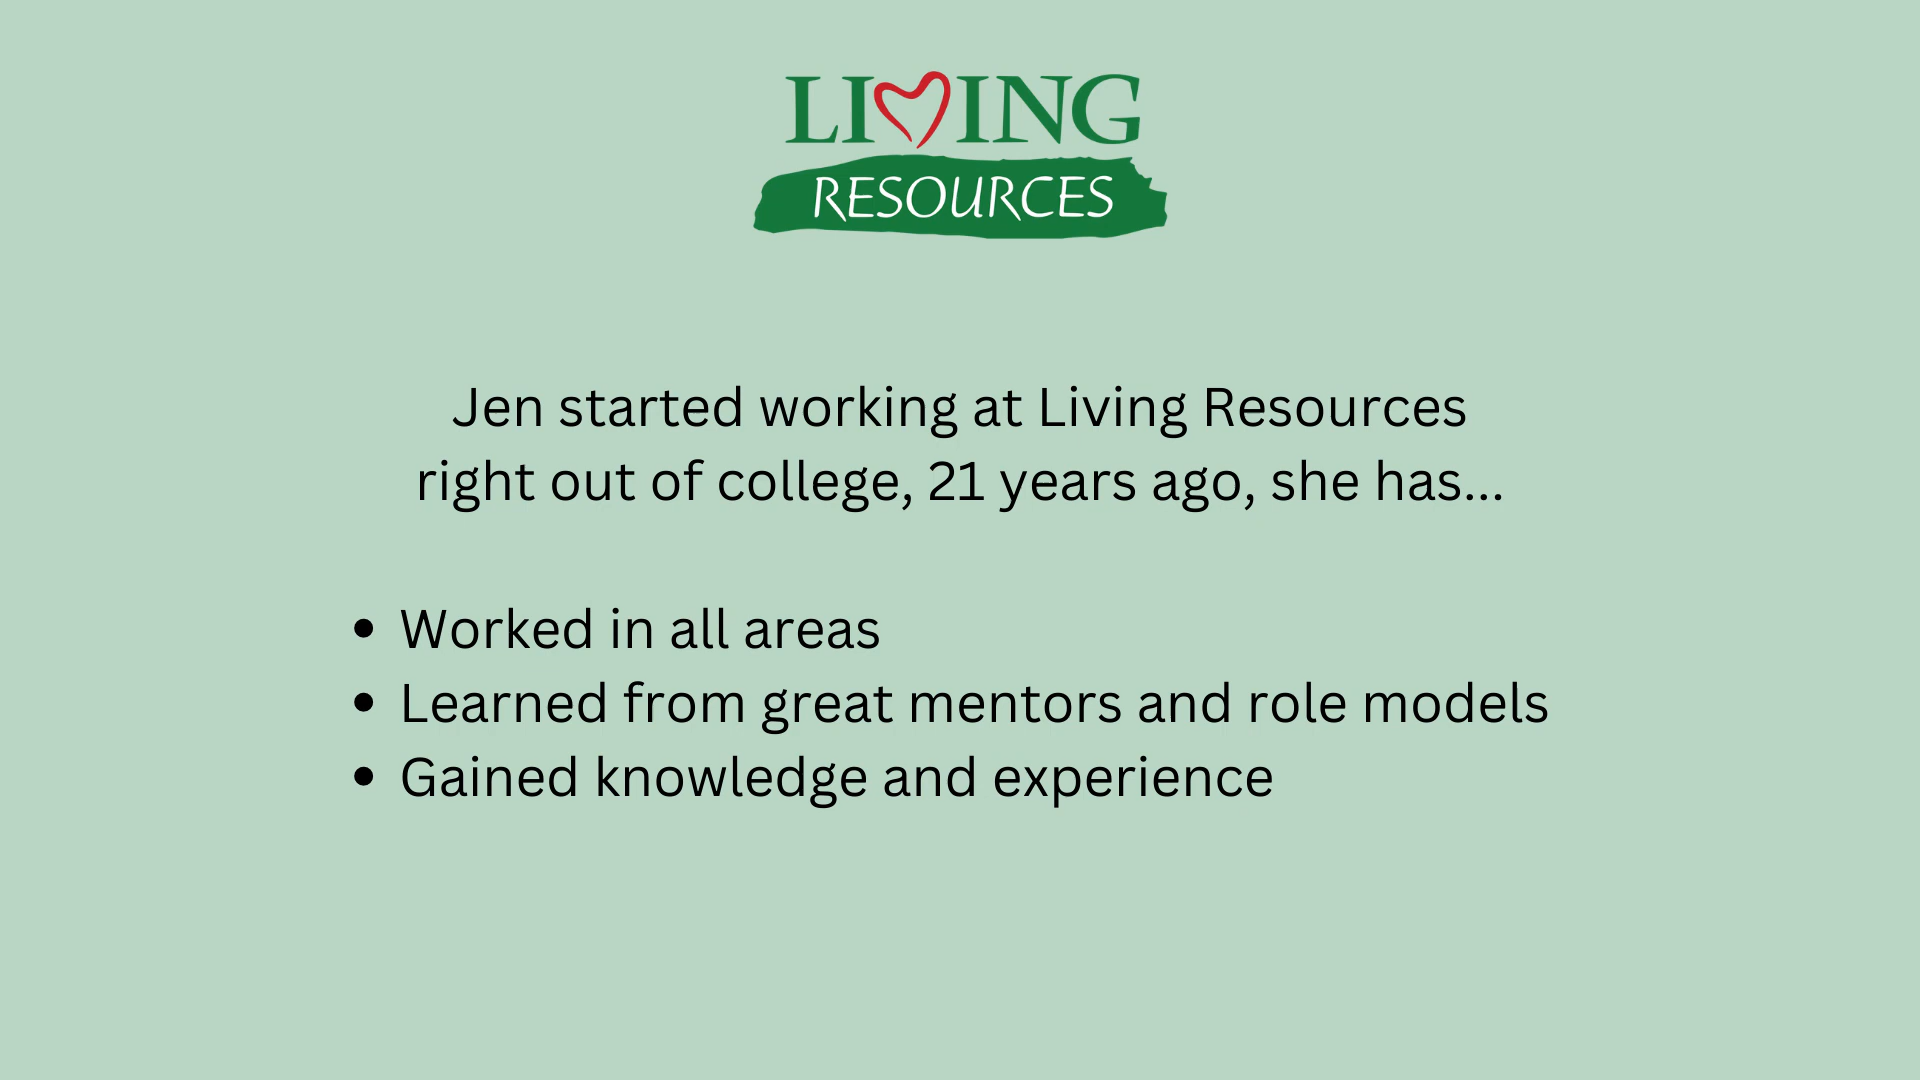 LIVING
RESOURCES
Jen started working at Living Resources
right out of college, 21 years ago, she has...
• Worked in all areas
• Learned from great mentors and role models
• Gained knowledge and experience